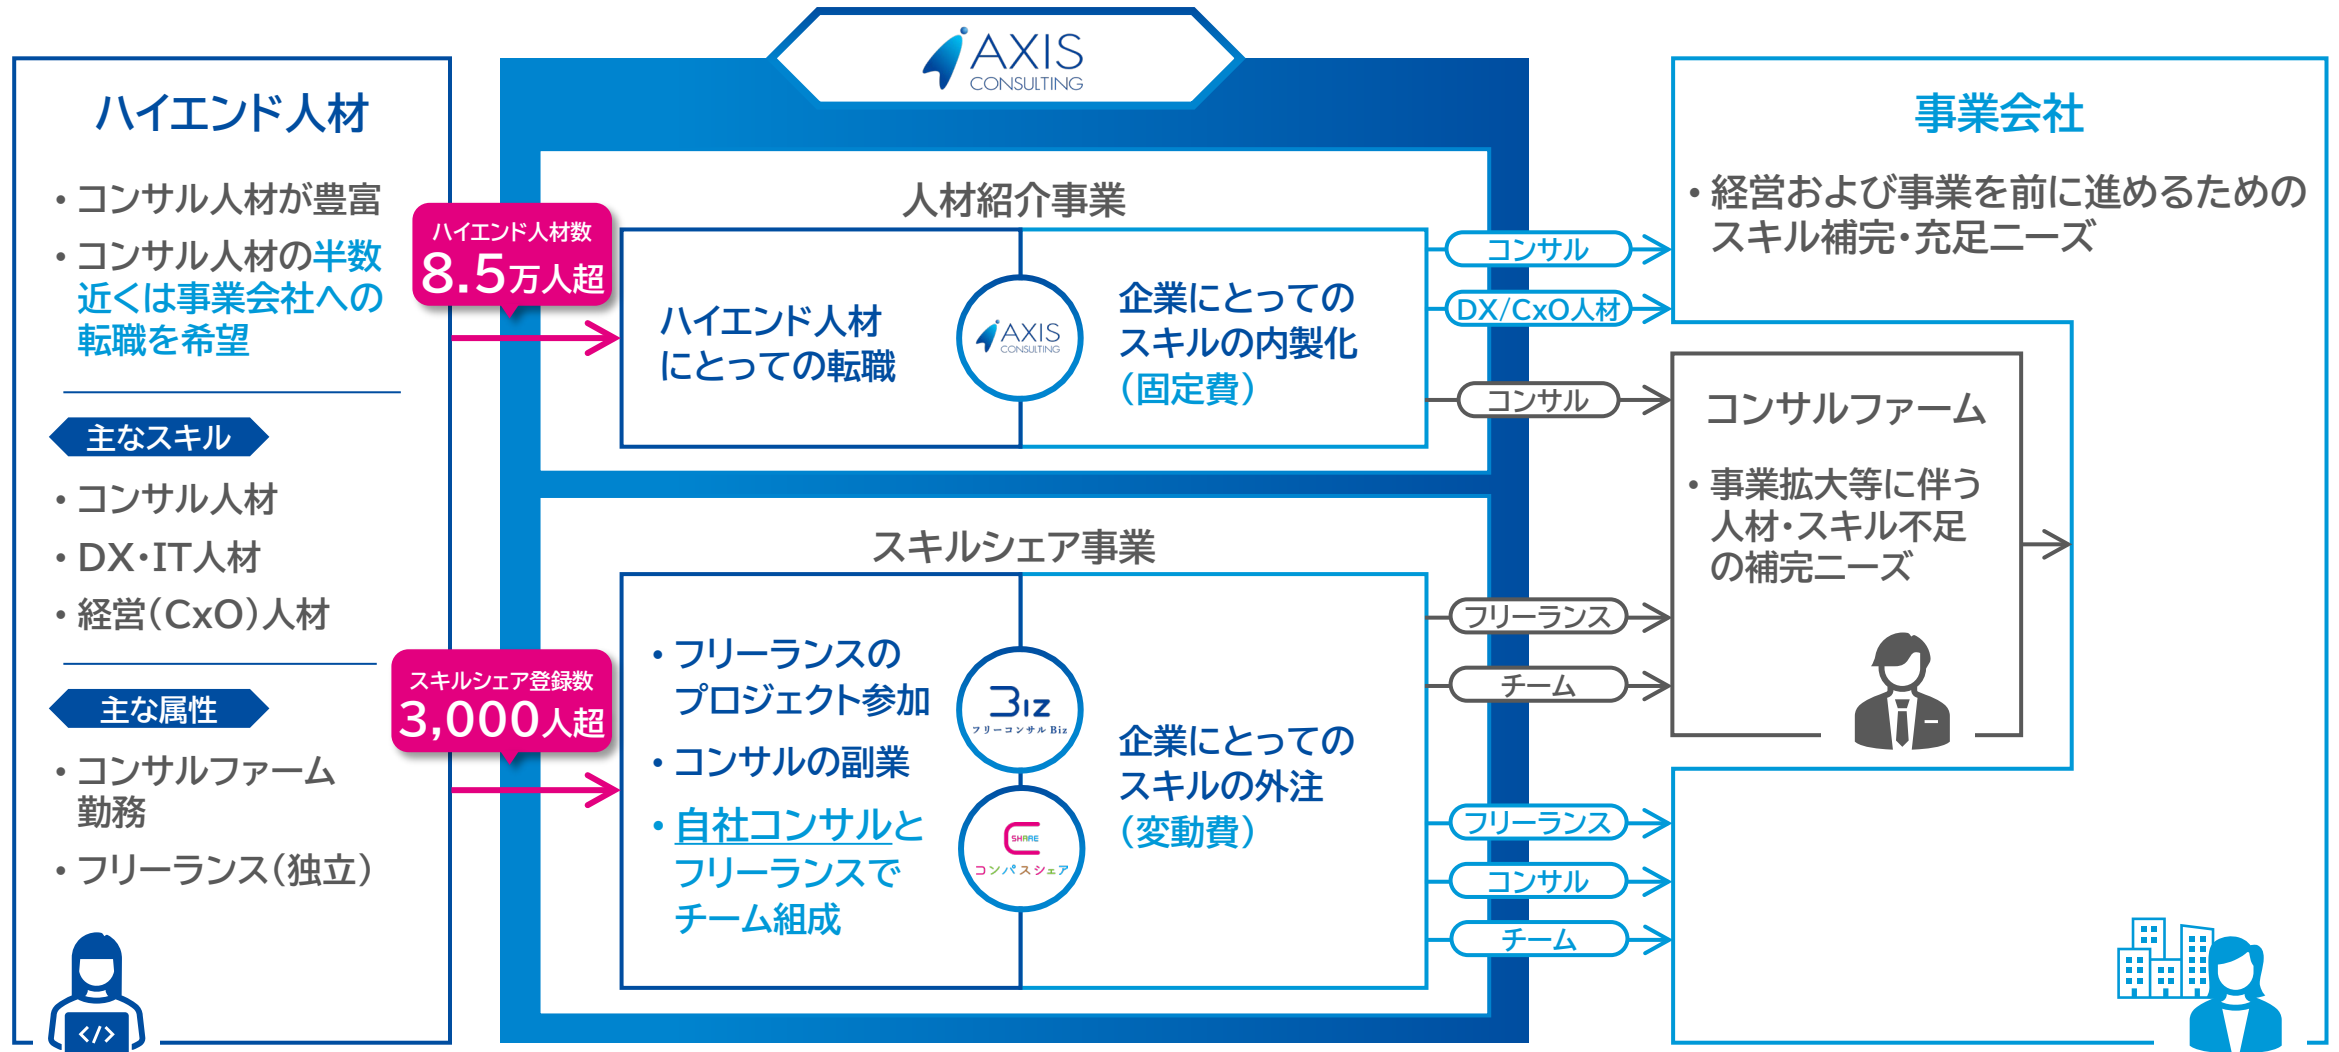 AXIS
CONSULTING
ハイエンド人材
・コンサル人材が豊富
・コンサル人材の半数
近くは事業会社への
転職を希望
主なスキル
・コンサル人材
・DX・IT人材
・経営（CxO）人材
主な属性
・コンサルファーム
勤務
・フリーランス（独立）
</>
ハイエンド人材数
8.5万人超
スキルシェア登録数
3,000人超
人材紹介事業
ハイエンド人材
にとっての転職
AXIS
CONSULTING
企業にとっての
スキルの内製化
（固定費）
スキルシェア事業
・フリーランスの
プロジェクト参加
・コンサルの副業
・自社コンサルと
フリーランスで
チーム組成
Biz
フリーコンサルBiz
SHARE
コンパスシェア
企業にとっての
スキルの外注
（変動費）
コンサル
DX/CxO人材
コンサル
フリーランス
チーム
フリーランス
コンサル
チーム
事業会社
・経営および事業を前に進めるための
スキル補完・充足ニーズ
コンサルファーム
・事業拡大等に伴う
人材・スキル不足
の補完ニーズ